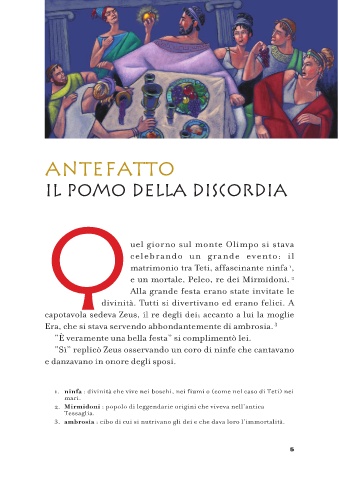 ANTEFATTO
IL POMO DELLA DISCORDIA
Quel giorno sul monte Olimpo si stava
celebrando un grande evento: il
matrimonio tra Teti, affascinante ninfa¹,
e un mortale, Peleo, re dei Mirmidoni.²
Alla grande festa erano state invitate le
divinità. Tutti si divertivano ed erano felici. A
capotavola sedeva Zeus, il re degli dei; accanto a lui la moglie
Era, che si stava servendo abbondantemente di ambrosia.³
"È veramente una bella festa" si complimentò lei.
"Sì" replicò Zeus osservando un coro di ninfe che cantavano
e danzavano in onore degli sposi.
1. ninfa : divinità che vive nei boschi, nei fiumi o (come nel caso di Teti) nei
mari.
2. Mirmidoni : popolo di leggendarie origini che viveva nell'antica
Tessaglia.
3. ambrosia : cibo di cui si nutrivano gli dei e che dava loro l'immortalità.
5